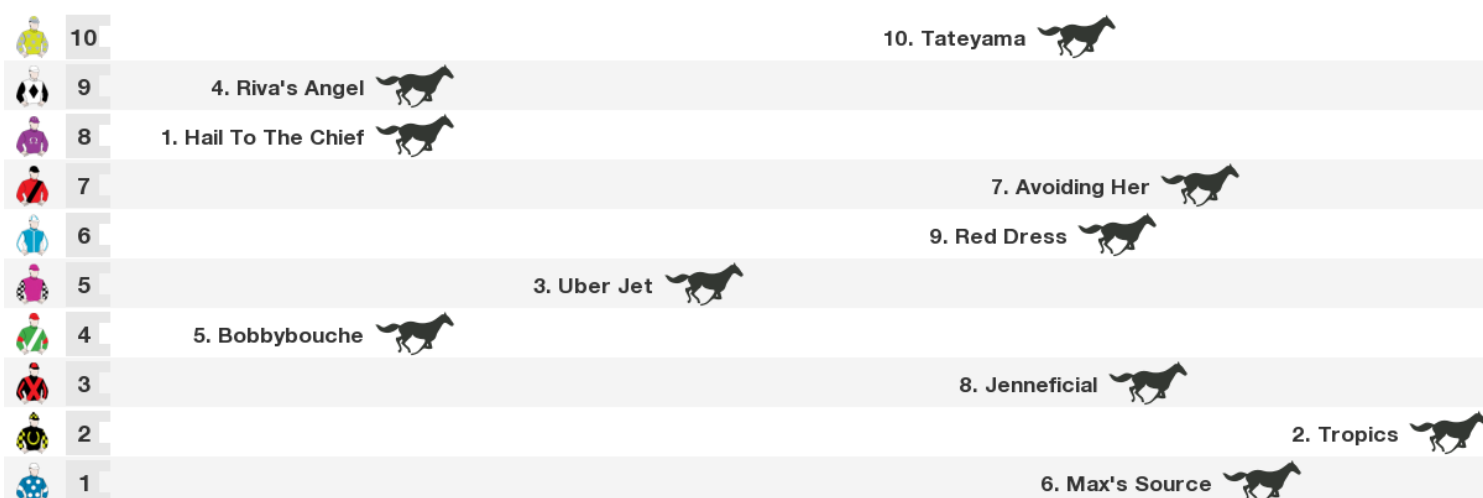 10 10. Tateyama
9 4. Riva's Angel
8 1. Hail To The Chief
7 7. Avoiding Her
6 9. Red Dress
5 3. Uber Jet
4 5. Bobbybouche
3 8. Jenneficial
2 2. Tropics
1 6. Max's Source